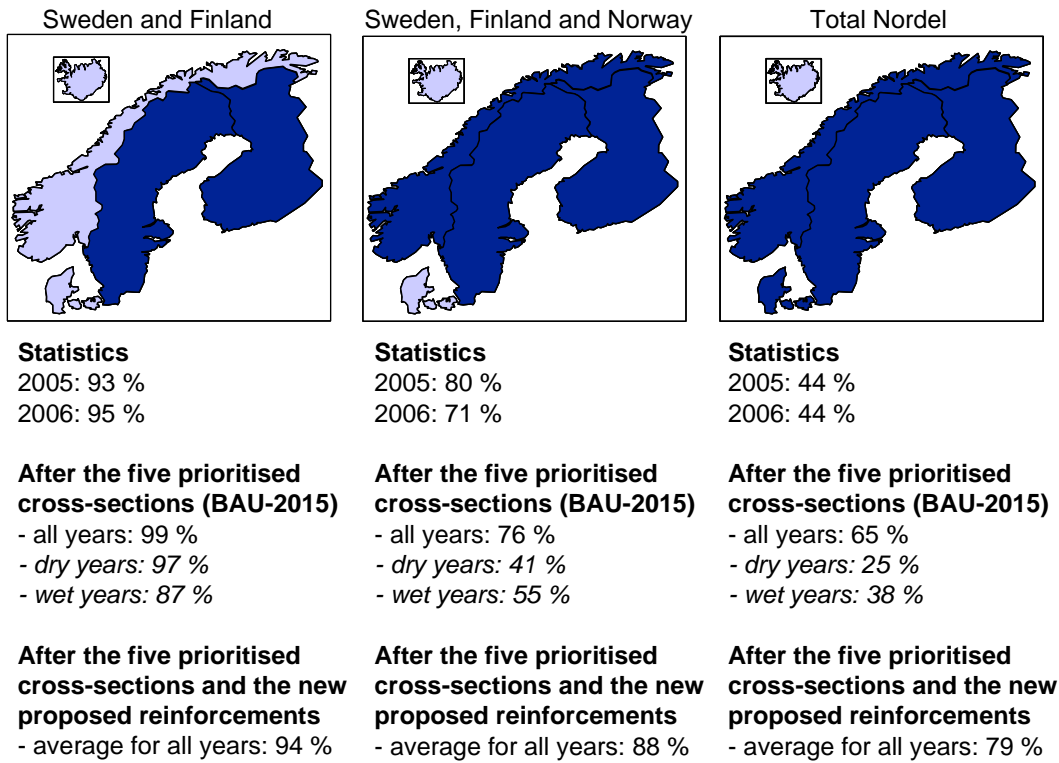 Sweden and Finland
Statistics
2005: 93 %
2006: 95 %
After the five prioritised
cross-sections (BAU-2015)
- all years: 99 %
- dry years: 97 %
- wet years: 87 %
After the five prioritised
cross-sections and the new
proposed reinforcements
- average for all years: 94 %
Sweden, Finland and Norway
Statistics
2005: 80 %
2006: 71 %
After the five prioritised
cross-sections (BAU-2015)
- all years: 76 %
- dry years: 41 %
- wet years: 55 %
After the five prioritised
cross-sections and the new
proposed reinforcements
- average for all years: 88 %
Total Nordel
Statistics
2005: 44 %
2006: 44 %
After the five prioritised
cross-sections (BAU-2015)
- all years: 65 %
- dry years: 25 %
- wet years: 38 %
After the five prioritised
cross-sections and the new
proposed reinforcements
- average for all years: 79 %